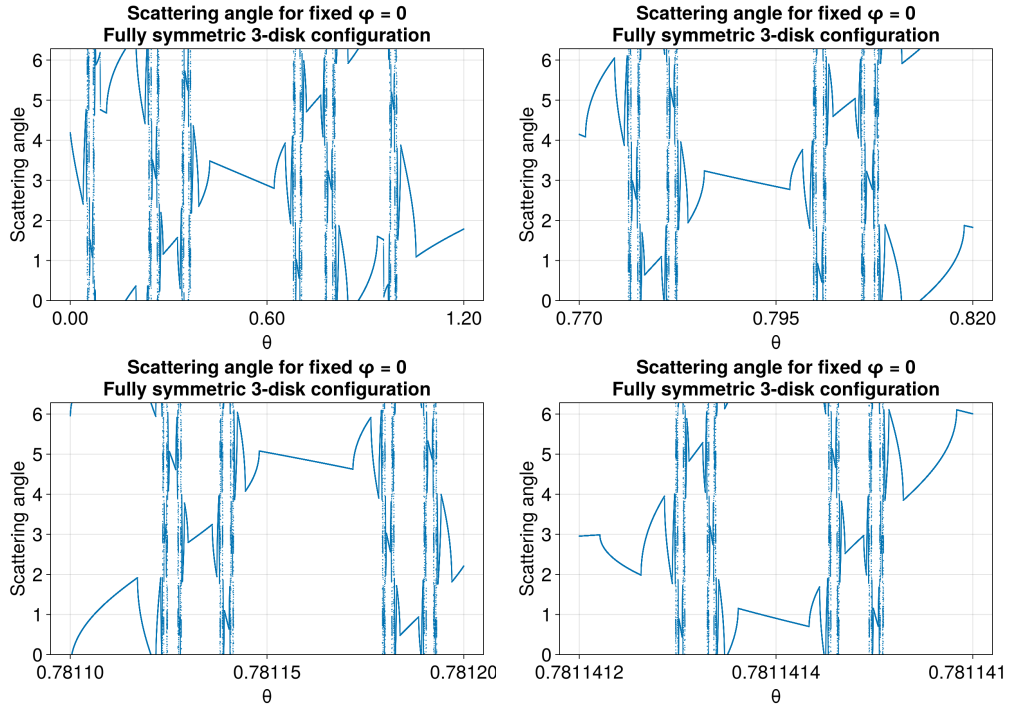 Scattering angle for fixed φ = 0
Fully symmetric 3-disk configuration
Scattering angle
6
5
4
3
2
1
0
0.00
0.60
1.20
θ
Scattering angle for fixed φ = 0
Fully symmetric 3-disk configuration
Scattering angle
6
5
4
3
2
1
0
0.770
0.795
0.820
θ
Scattering angle for fixed φ = 0
Fully symmetric 3-disk configuration
Scattering angle
6
5
4
3
2
1
0
0.78110
0.78115
0.78120
θ
Scattering angle for fixed φ = 0
Fully symmetric 3-disk configuration
Scattering angle
6
5
4
3
2
1
0
0.7811412
0.7811414
0.781141
θ